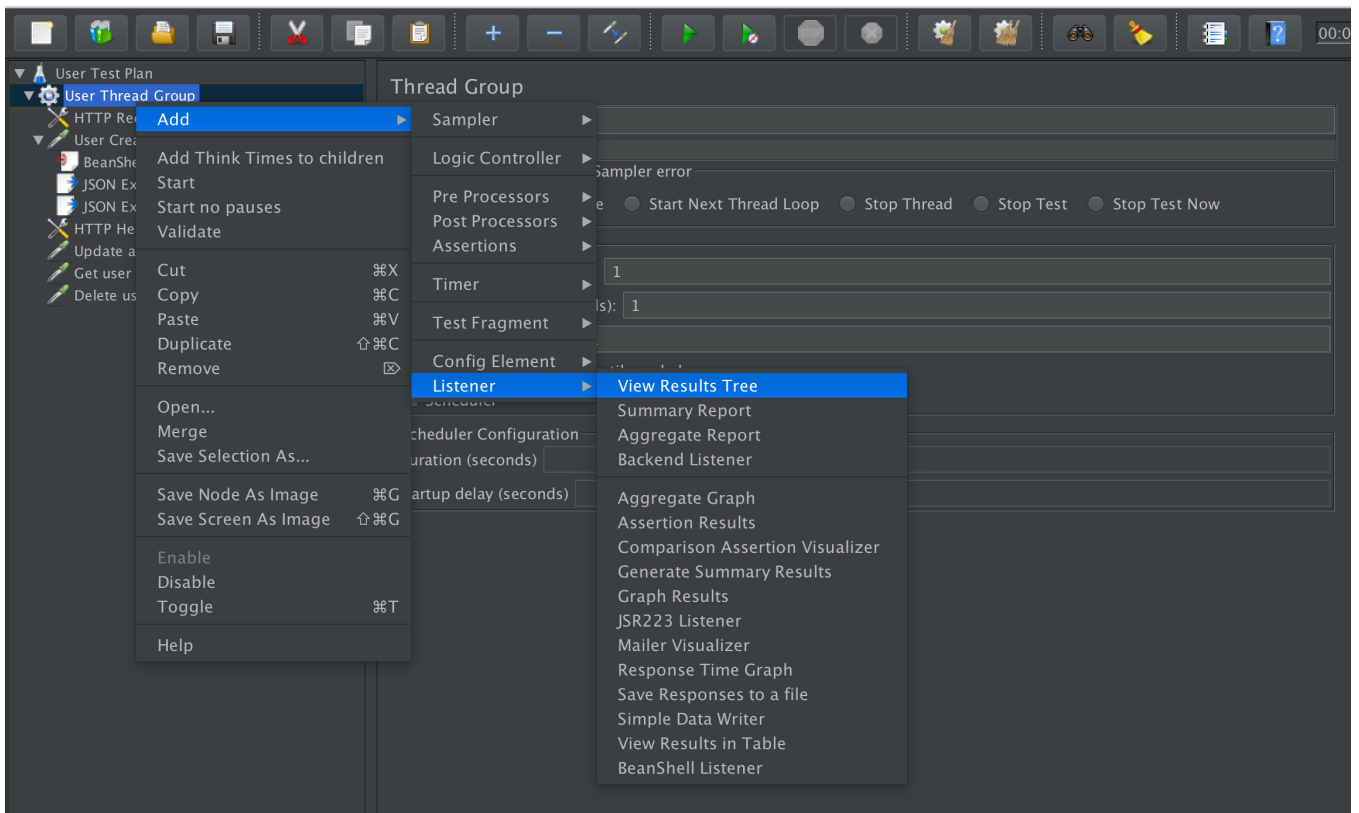 STOP
00:0
User Test Plan
User Thread Group
HTTP Re
User Crea
BeanShe
JSON Ex
JSON Ex
HTTP He
Update a
Get user
Delete us
Add
Add Think Times to children
Start
Start no pauses
Validate
Cut ⌘X
Copy ⌘C
Paste ⌘V
Duplicate ⇧⌘C
Remove ⌦
Open...
Merge
Save Selection As...
Save Node As Image ⌘G
Save Screen As Image ⇧⌘G
Enable
Disable
Toggle ⌘T
Help
Sampler
Logic Controller
Pre Processors
Post Processors
Assertions
Timer
Test Fragment
Config Element
Listener
View Results Tree
Summary Report
Aggregate Report
Backend Listener
Aggregate Graph
Assertion Results
Comparison Assertion Visualizer
Generate Summary Results
Graph Results
JSR223 Listener
Mailer Visualizer
Response Time Graph
Save Responses to a file
Simple Data Writer
View Results in Table
BeanShell Listener
Thread Group
Sampler error
e Start Next Thread Loop Stop Thread Stop Test Stop Test Now
1
ls): 1
Scheduler
cheduler Configuration
uration (seconds)
artup delay (seconds)